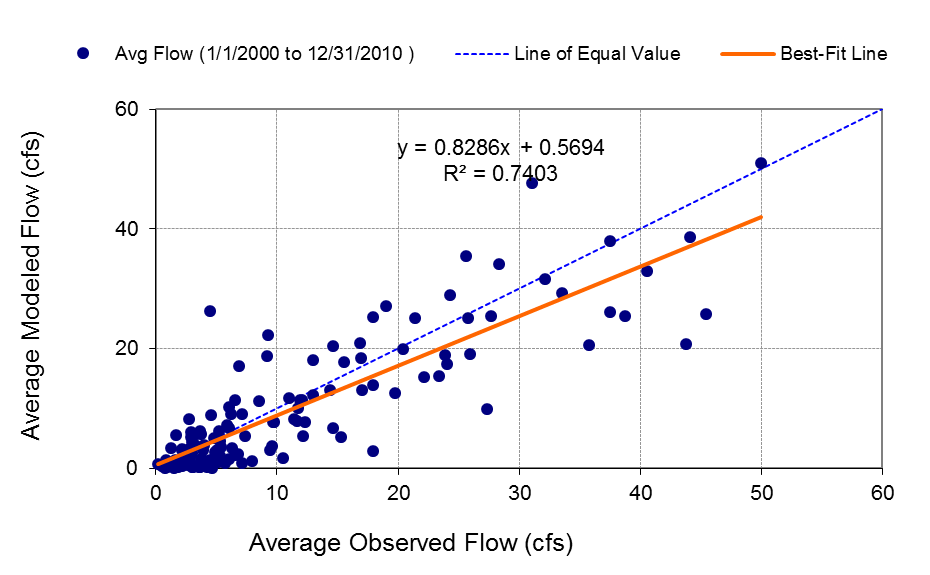 Avg Flow (1/1/2000 to 12/31/2010 )
Line of Equal Value
Best-Fit Line
Average Modeled Flow (cfs)
60
40
20
0
y = 0.8286x + 0.5694
R² = 0.7403
0 10 20 30 40 50 60
Average Observed Flow (cfs)